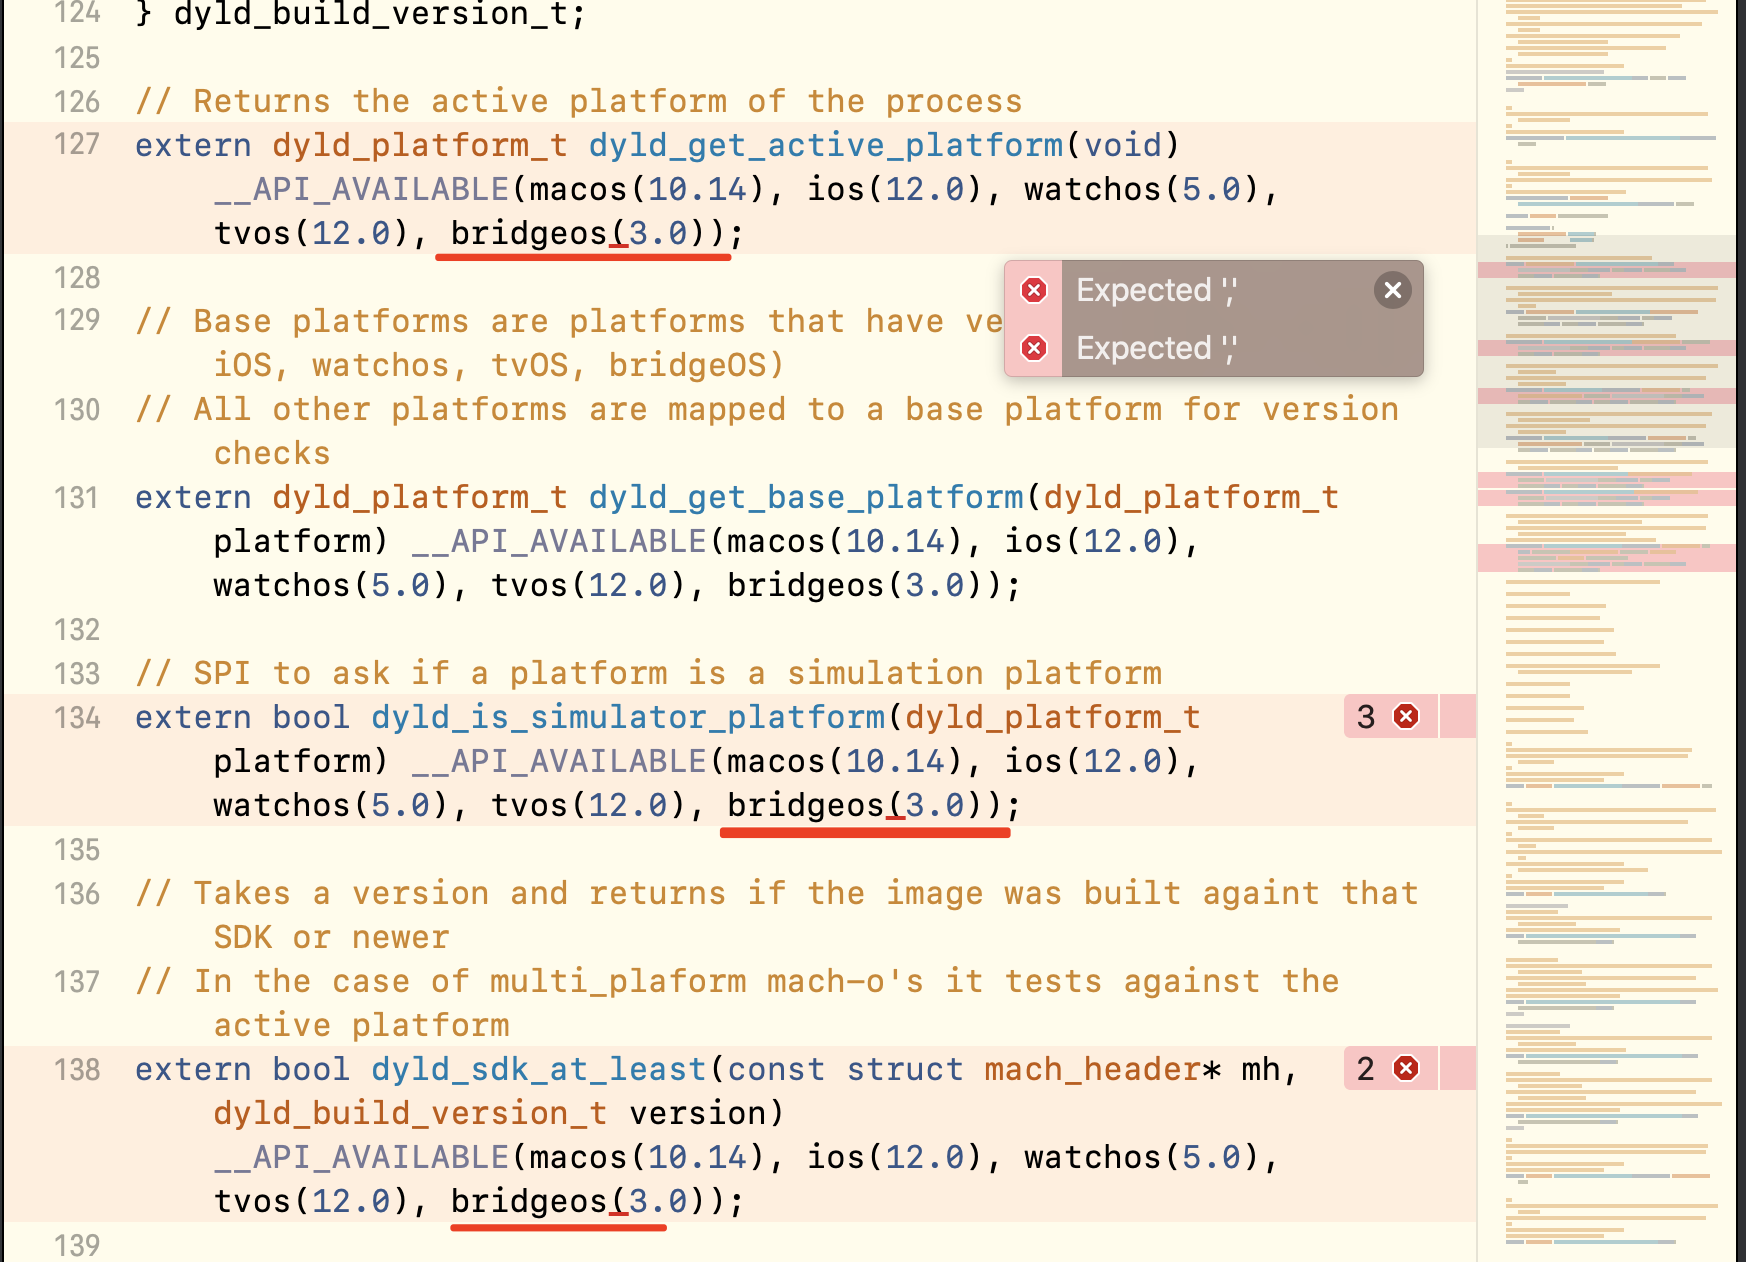 124 } dyld_build_version_t;
125
126 // Returns the active platform of the process
127 extern dyld_platform_t dyld_get_active_platform(void)
__API_AVAILABLE(macos(10.14), ios(12.0), watchos(5.0),
tvos(12.0), bridgeos(3.0));
128
Expected ','
129 // Base platforms are platforms that have ve
iOS, watchos, tvOS, bridgeOS)
Expected ','
130 // All other platforms are mapped to a base platform for version
checks
131 extern dyld_platform_t dyld_get_base_platform(dyld_platform_t
platform) __API_AVAILABLE(macos(10.14), ios(12.0),
watchos(5.0), tvos(12.0), bridgeos(3.0));
132
133 // SPI to ask if a platform is a simulation platform
134 extern bool dyld_is_simulator_platform(dyld_platform_t 3
platform) __API_AVAILABLE(macos(10.14), ios(12.0),
watchos(5.0), tvos(12.0), bridgeos(3.0));
135
136 // Takes a version and returns if the image was built againt that
SDK or newer
137 // In the case of multi_plaform mach-o's it tests against the
active platform
138 extern bool dyld_sdk_at_least(const struct mach_header* mh, 2
dyld_build_version_t version)
__API_AVAILABLE(macos(10.14), ios(12.0), watchos(5.0),
tvos(12.0), bridgeos(3.0));
139